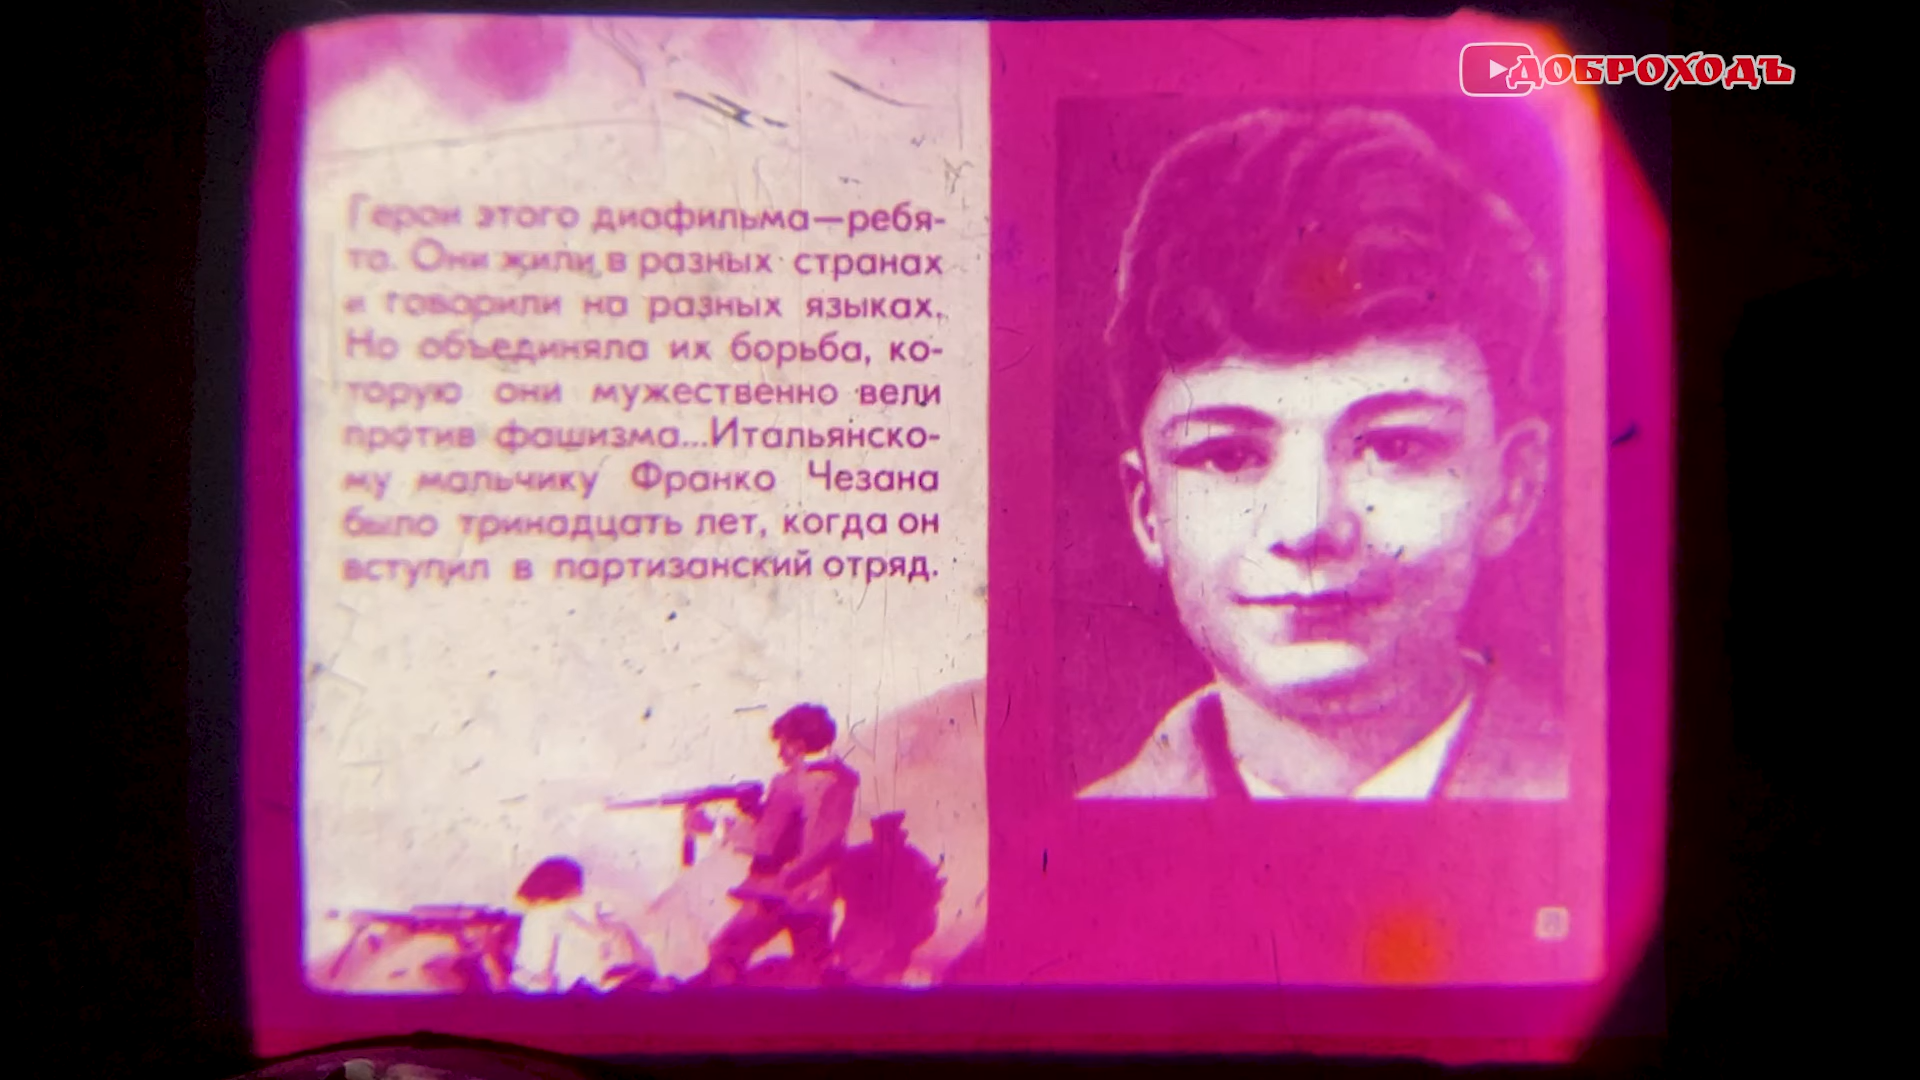 ДОБРОХОДЪ
Герои этого диафильма—ребя-
та. Они жили в разных странах
и говорили на разных языках.
Но объединяла их борьба, ко-
торую они мужественно вели
против фашизма...Итальянско-
му мальчику Франко Чезана
было тринадцать лет, когда он
вступил в партизанский отряд.